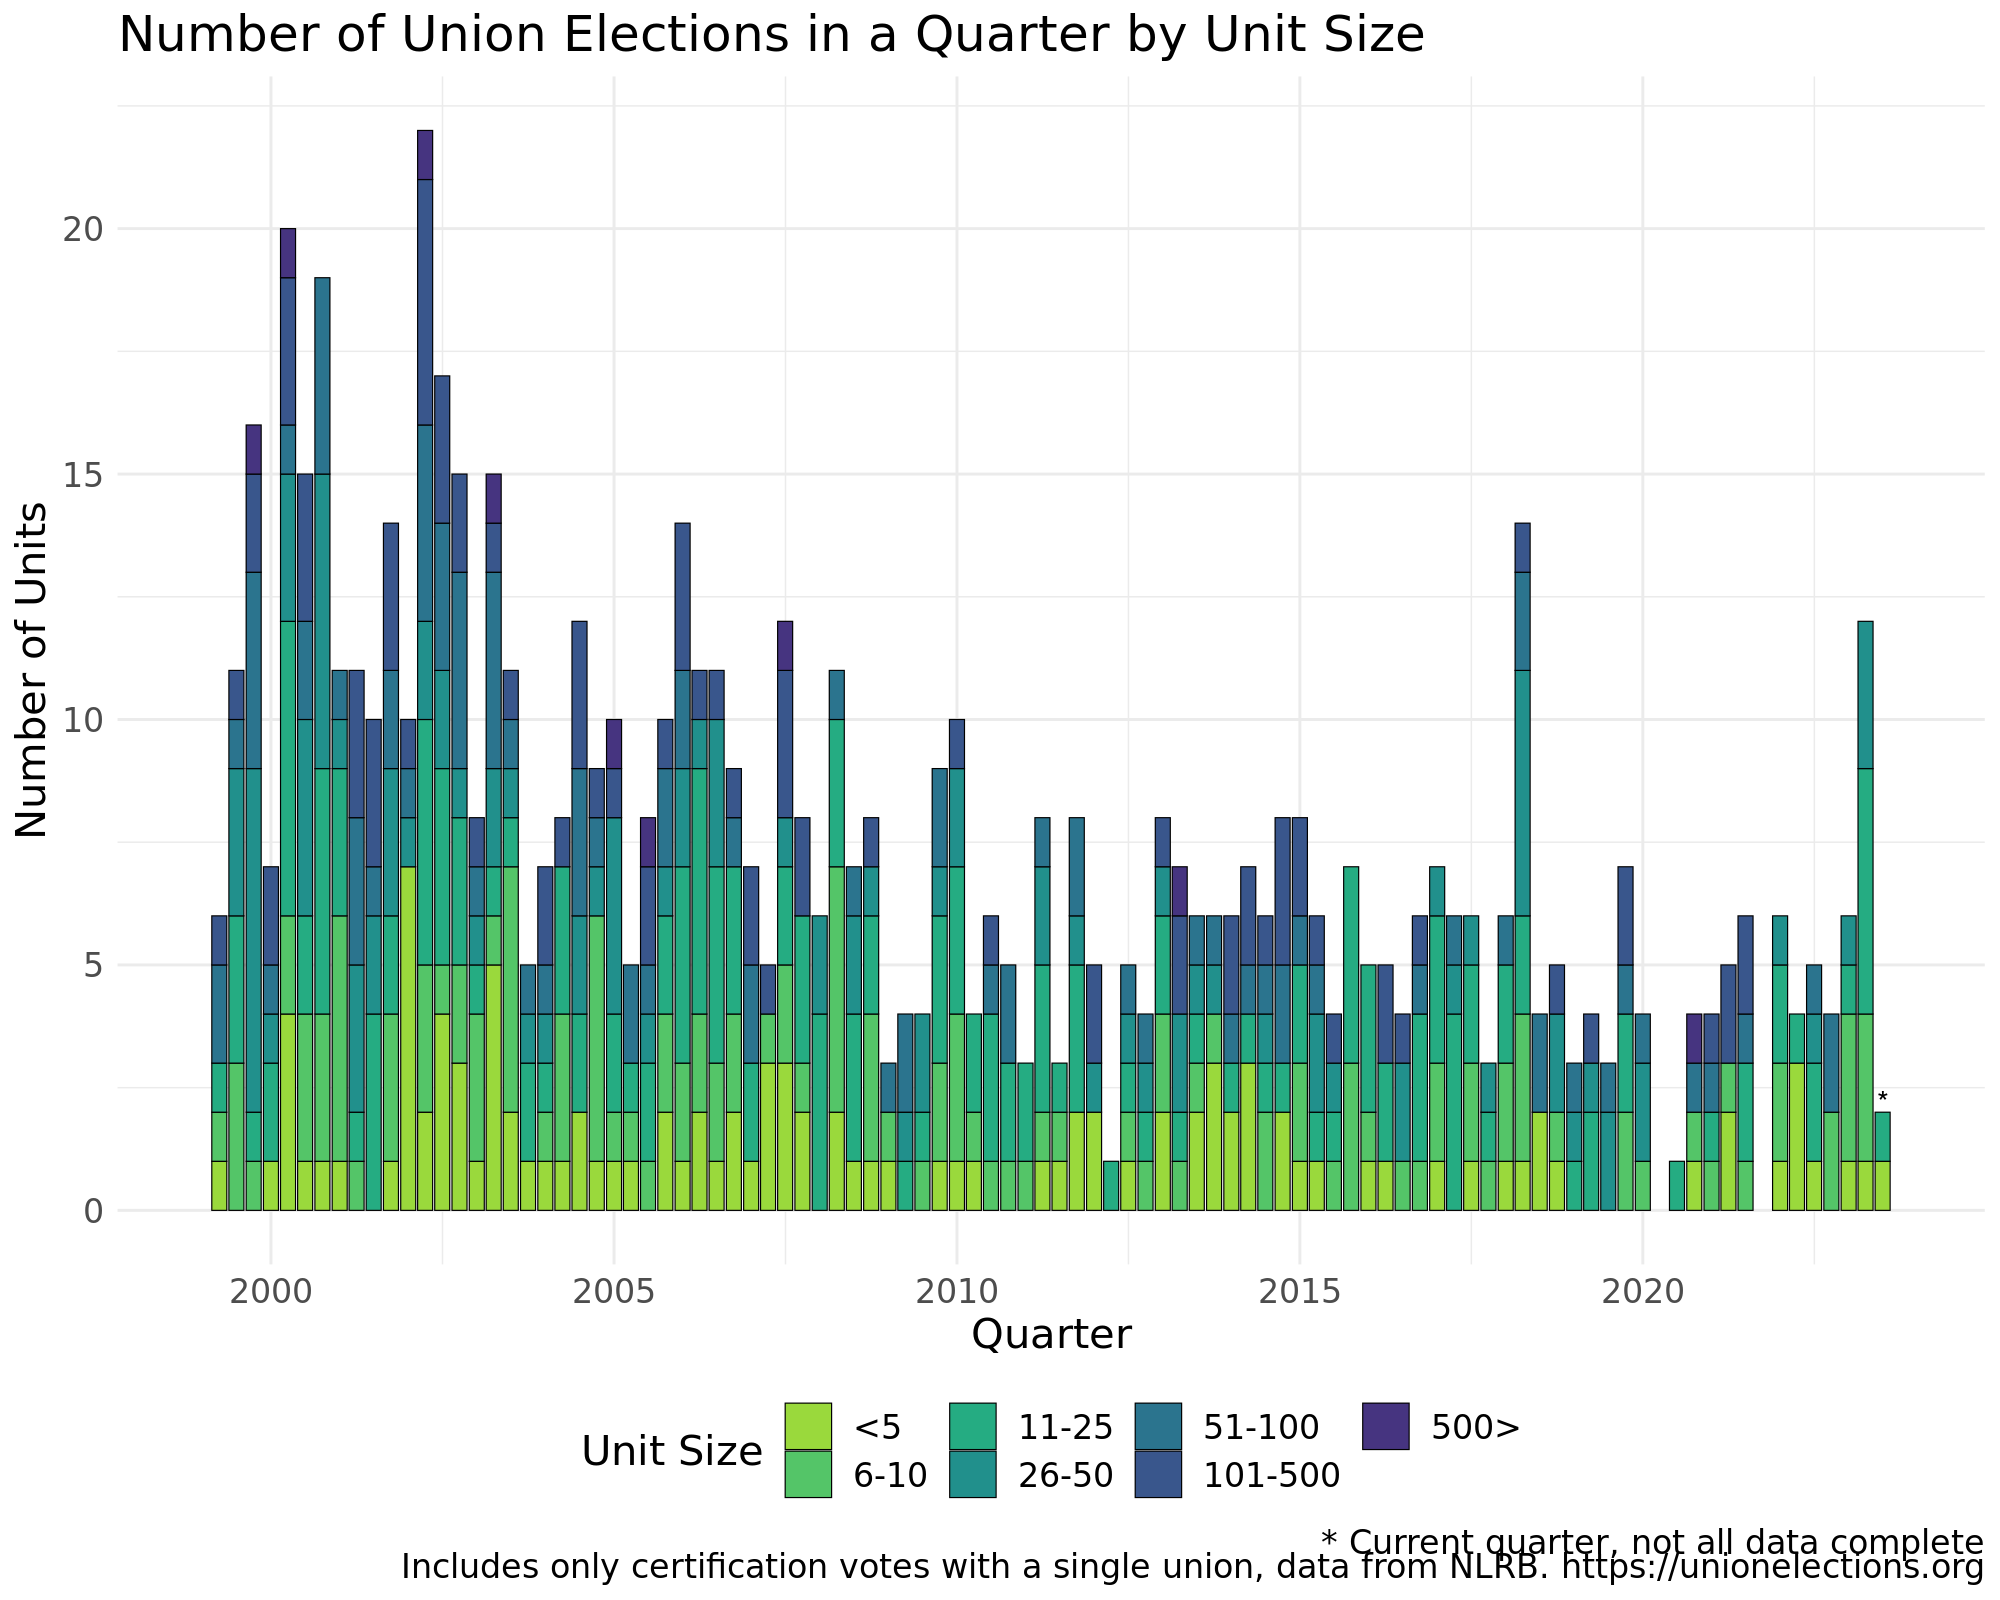 Number of Union Elections in a Quarter by Unit Size
Number of Units
20
15
10
5
0
*
2000 2005 2010 2015 2020
Quarter
Unit Size
<5 11-25 51-100 500>
6-10 26-50 101-500
* Current quarter, not all data complete
Includes only certification votes with a single union, data from NLRB. https://unionelections.org